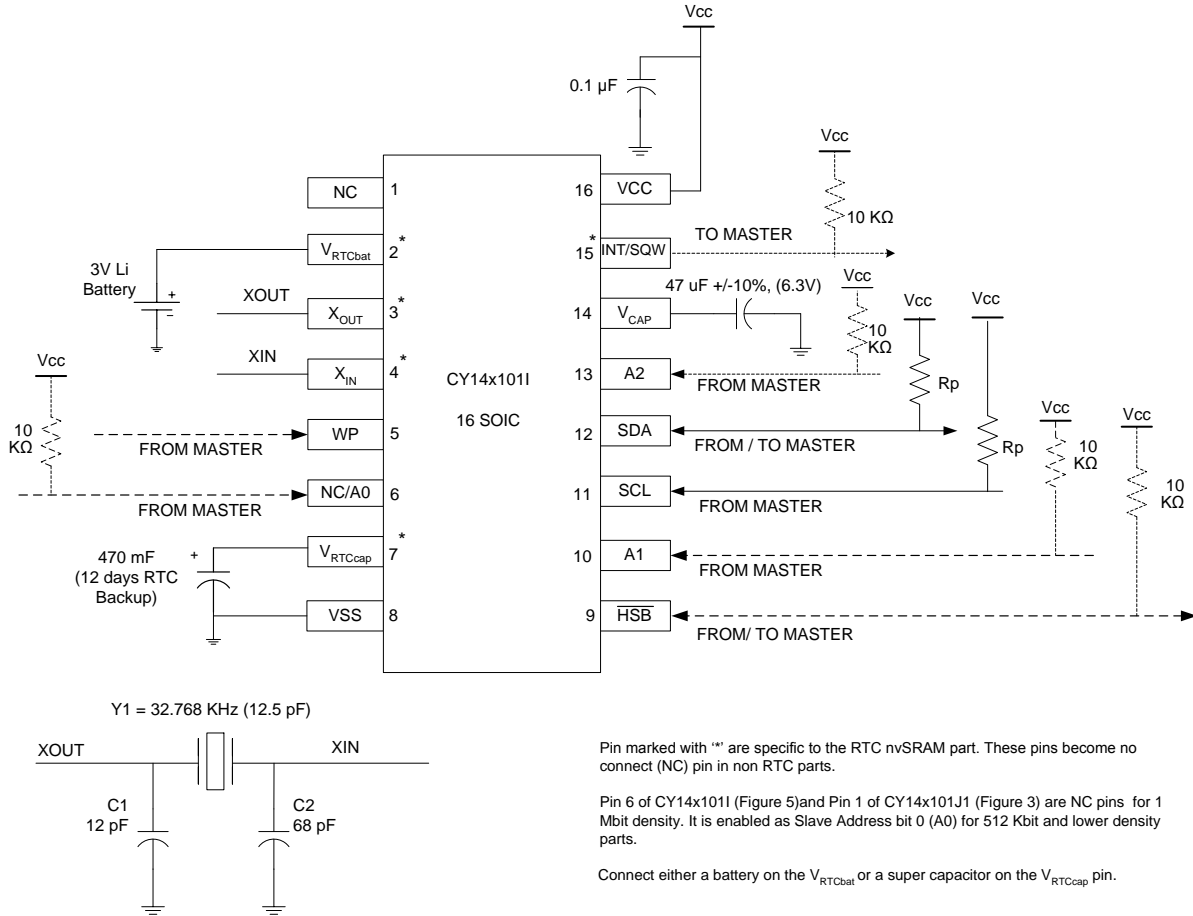 Vcc
0.1 µF
Vcc
10 KΩ
NC
1
16
VCC
V_RTCbat
2
*
*
15
INT/SQW
TO MASTER
3V Li
Battery
+
−
XOUT
X_OUT
3
*
14
V_CAP
47 uF +/-10%, (6.3V)
Vcc
10
KΩ
Vcc
Vcc
XIN
X_IN
4
*
CY14x101I
16 SOIC
13
A2
FROM MASTER
Rp
Vcc
10
KΩ
FROM MASTER
WP
5
12
SDA
FROM / TO MASTER
Rp
Vcc
10
KΩ
Vcc
10
KΩ
FROM MASTER
NC/A0
6
11
SCL
FROM MASTER
470 mF
(12 days RTC
Backup)
+
V_RTCcap
7
*
10
A1
FROM MASTER
VSS
8
9
HSB
FROM/ TO MASTER
Y1 = 32.768 KHz (12.5 pF)
XOUT
XIN
C1
12 pF
C2
68 pF
Pin marked with ‘*’ are specific to the RTC nvSRAM part. These pins become no
connect (NC) pin in non RTC parts.
Pin 6 of CY14x101I (Figure 5)and Pin 1 of CY14x101J1 (Figure 3) are NC pins for 1
Mbit density. It is enabled as Slave Address bit 0 (A0) for 512 Kbit and lower density
parts.
Connect either a battery on the V_RTCbat or a super capacitor on the V_RTCcap pin.